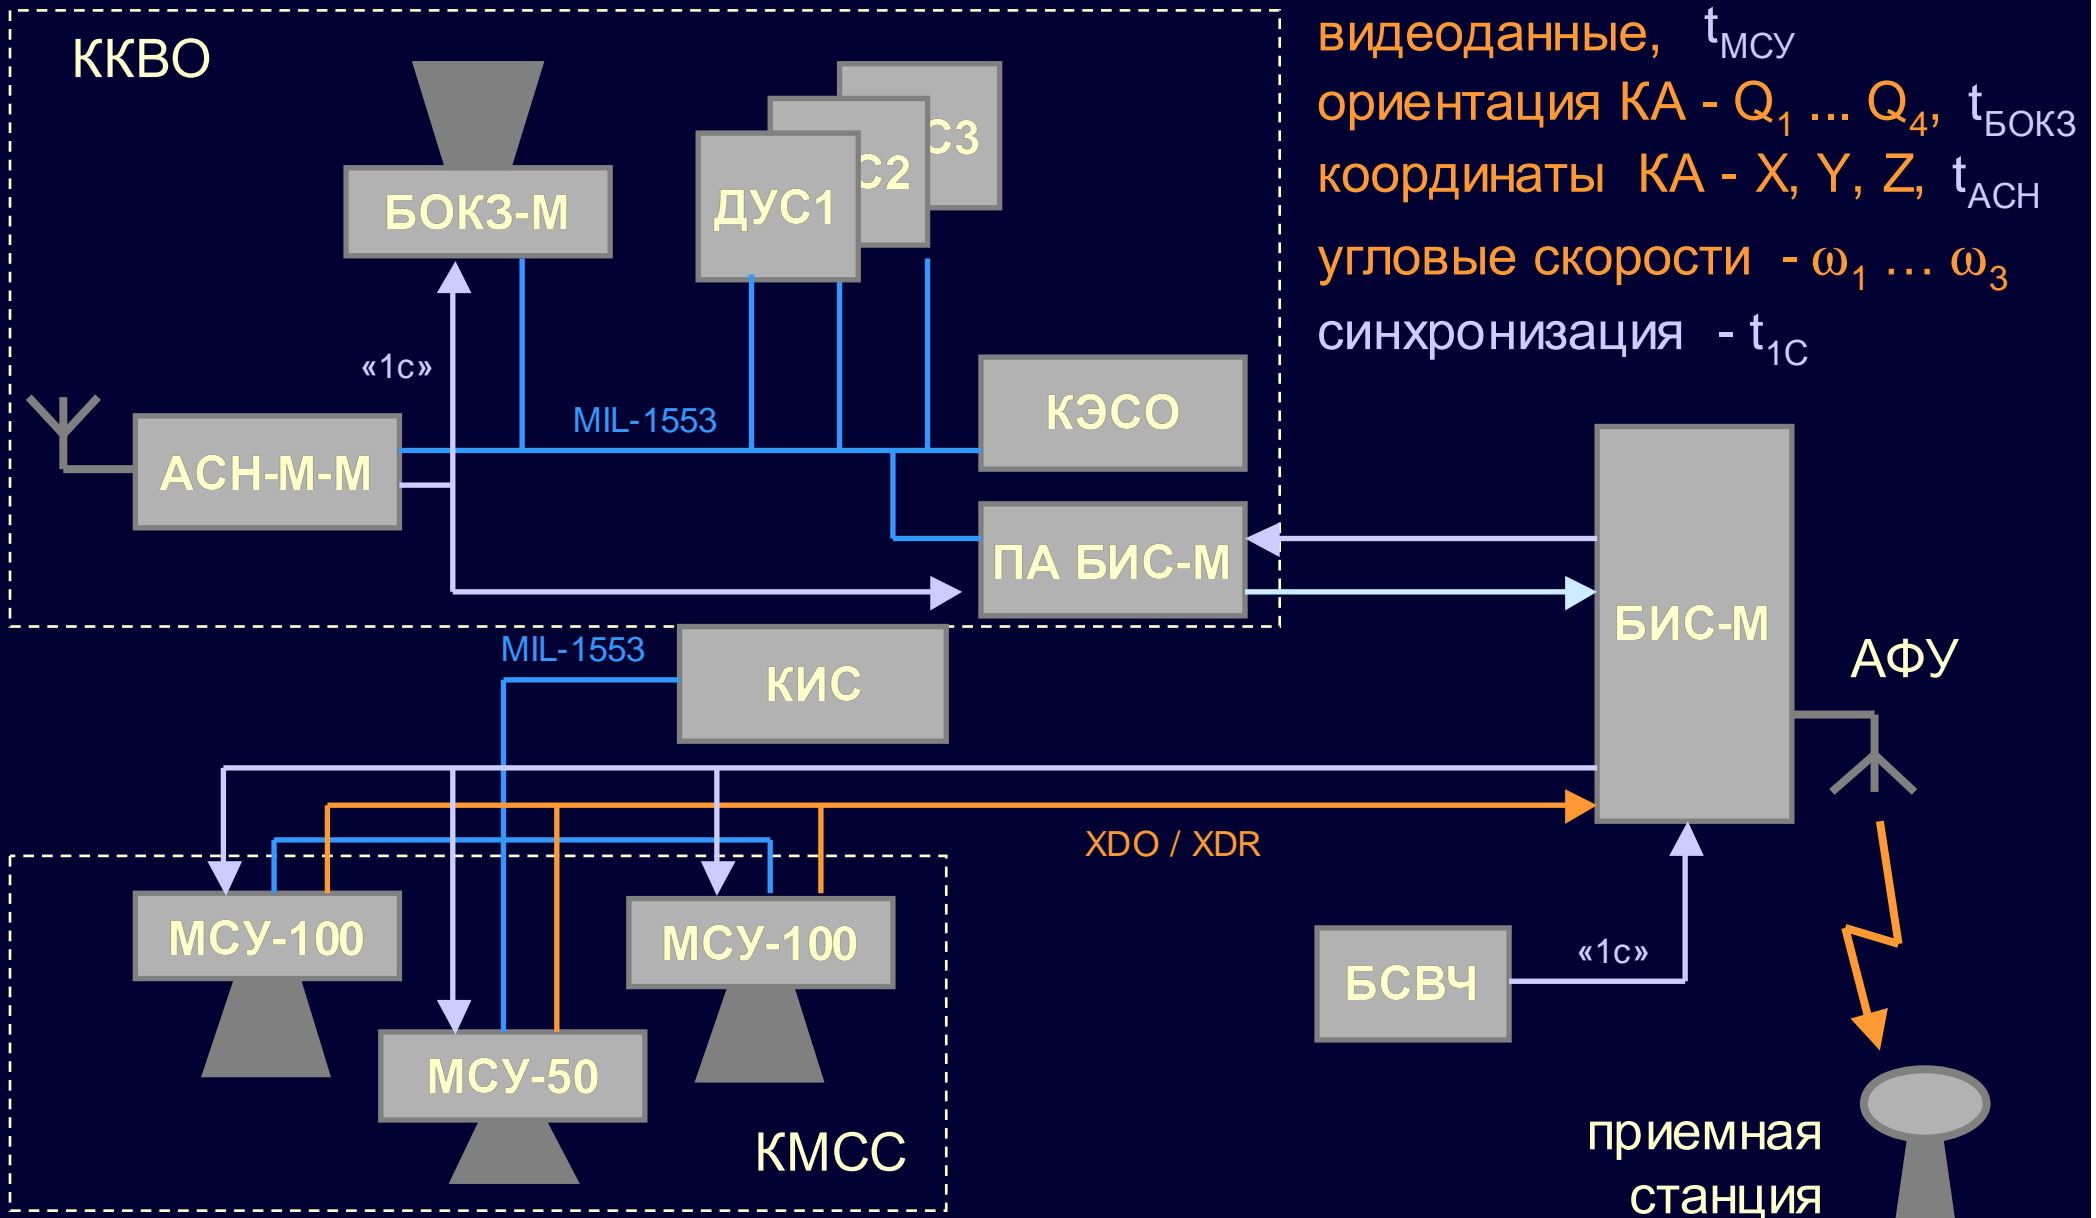 ККВО
видеоданные, tМСУ
ориентация КА - Q1 ... Q4, tБОКЗ
координаты КА - X, Y, Z, tАСН
угловые скорости - ω1 ... ω3
синхронизация - t1С
БОКЗ-М
ДУС1
С2
С3
«1с»
MIL-1553
КЭСО
АСН-М-М
ПА БИС-М
БИС-М
АФУ
MIL-1553
КИС
XDO / XDR
МСУ-100
МСУ-100
МСУ-50
КМСС
БСВЧ
«1с»
приемная
станция